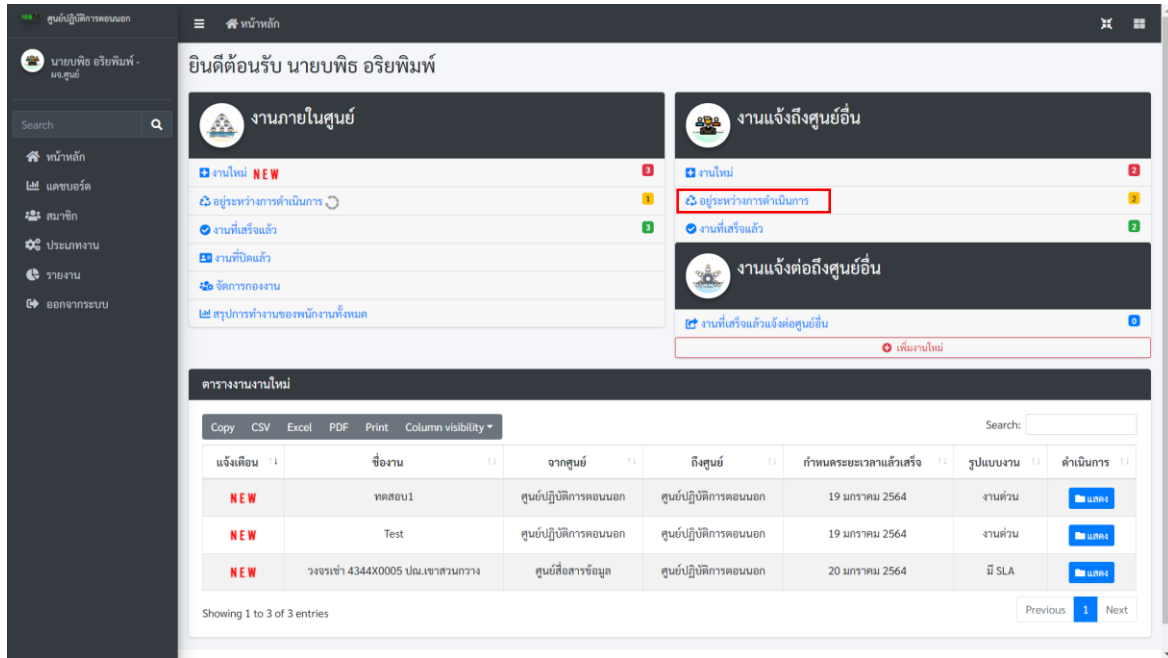 ศูนย์ปฏิบัติการตอนนอก
หน้าหลัก
นายบพิธ อริยพิมพ์ -
ผจ.ศูนย์
Search
หน้าหลัก
แดชบอร์ด
สมาชิก
ประเภทงาน
รายงาน
ออกจากระบบ
ยินดีต้อนรับ นายบพิธ อริยพิมพ์
งานภายในศูนย์
งานใหม่ NEW 3
อยู่ระหว่างการดำเนินการ 1
งานที่เสร็จแล้ว 3
งานที่ปิดแล้ว
จัดการกองงาน
สรุปการทำงานของพนักงานทั้งหมด
งานแจ้งถึงศูนย์อื่น
งานใหม่ 2
อยู่ระหว่างการดำเนินการ 2
งานที่เสร็จแล้ว 2
งานแจ้งต่อถึงศูนย์อื่น
งานที่เสร็จแล้วแจ้งต่อศูนย์อื่น 0
เพิ่มงานใหม่
ตารางงานงานใหม่
Copy CSV Excel PDF Print Column visibility Search:
แจ้งเตือน ชื่องาน จากศูนย์ ถึงศูนย์ กำหนดระยะเวลาแล้วเสร็จ รูปแบบงาน ดำเนินการ
NEW ทดสอบ1 ศูนย์ปฏิบัติการตอนนอก ศูนย์ปฏิบัติการตอนนอก 19 มกราคม 2564 งานด่วน แสดง
NEW Test ศูนย์ปฏิบัติการตอนนอก ศูนย์ปฏิบัติการตอนนอก 19 มกราคม 2564 งานด่วน แสดง
NEW วงจรเช่า 4344X0005 ปณ.เขาสวนกวาง ศูนย์สื่อสารข้อมูล ศูนย์ปฏิบัติการตอนนอก 20 มกราคม 2564 มี SLA แสดง
Showing 1 to 3 of 3 entries Previous 1 Next